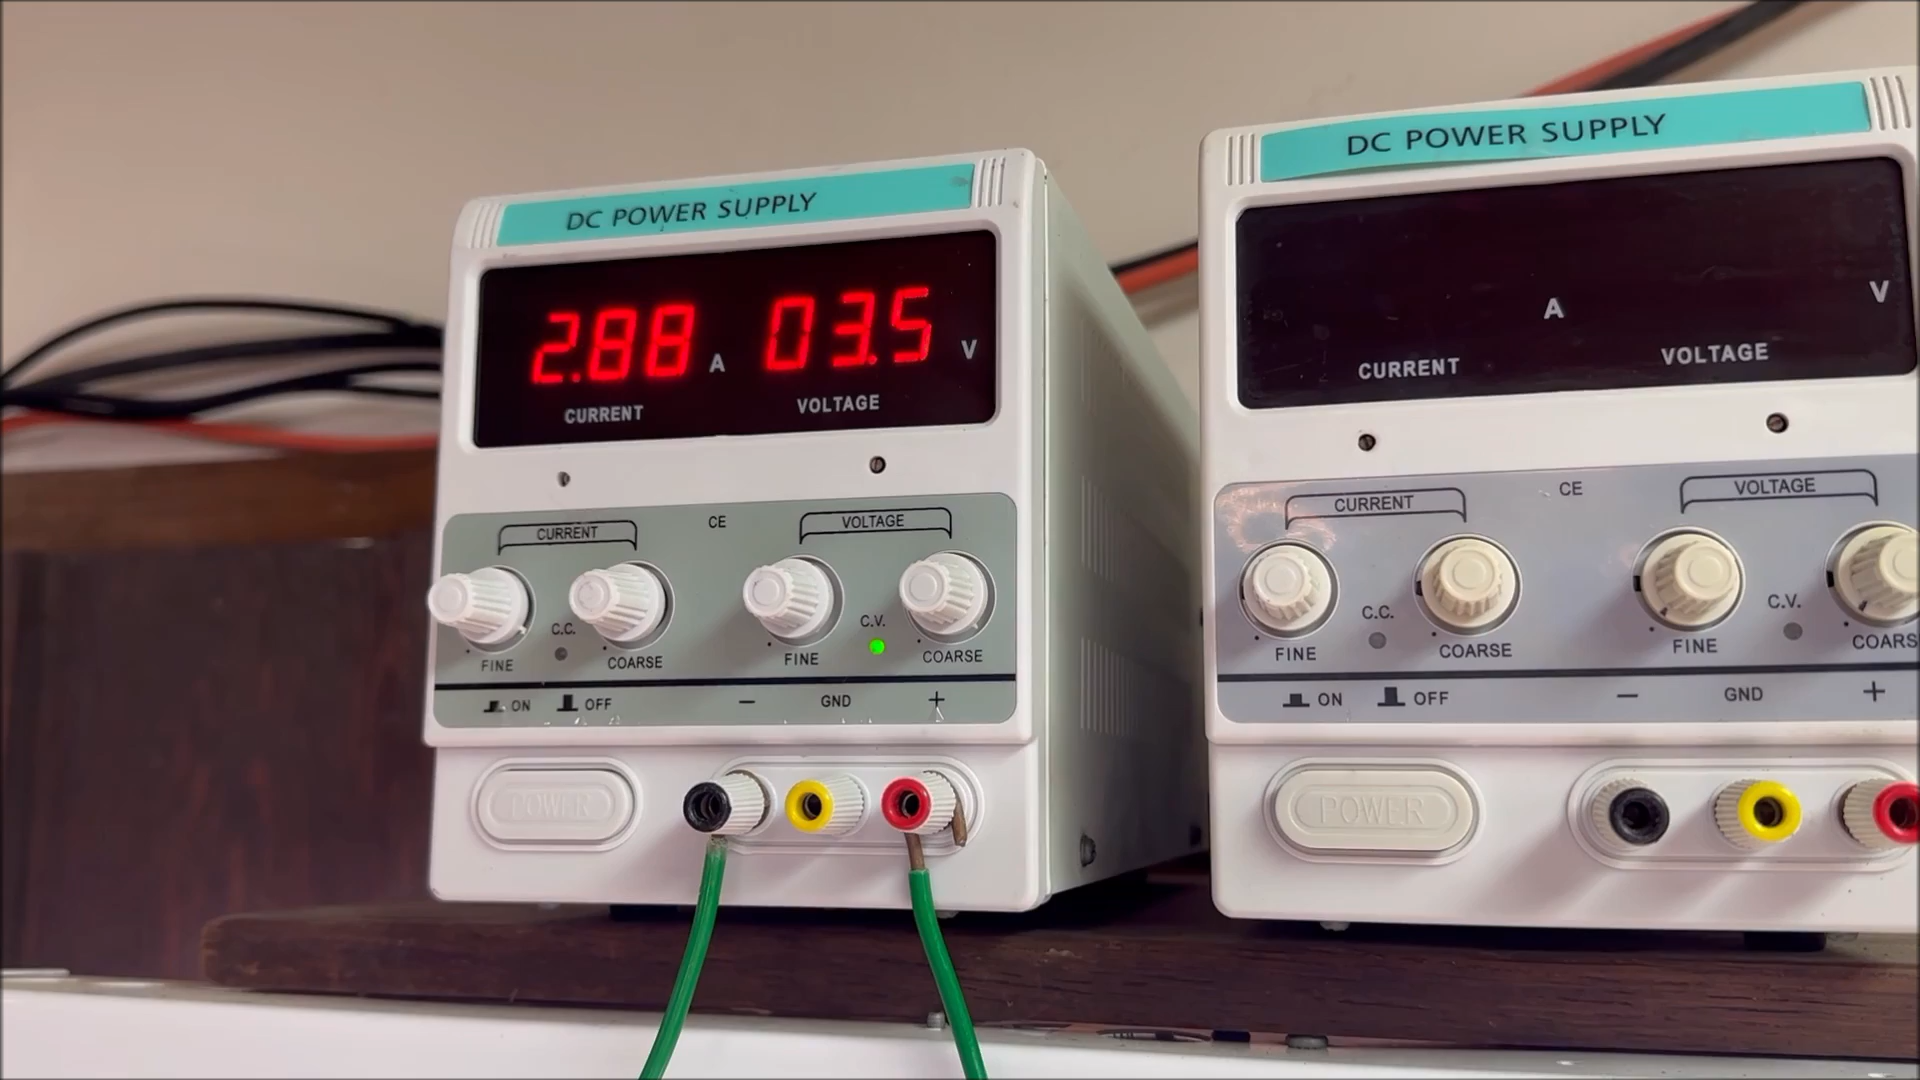 DC POWER SUPPLY
2.88 A 03.5 V
CURRENT VOLTAGE
CURRENT CE VOLTAGE
C.C. C.V.
FINE COARSE FINE COARSE
ON OFF − GND +
POWER
DC POWER SUPPLY
A V
CURRENT VOLTAGE
CURRENT CE VOLTAGE
C.C. C.V.
FINE COARSE FINE COARS
ON OFF − GND +
POWER